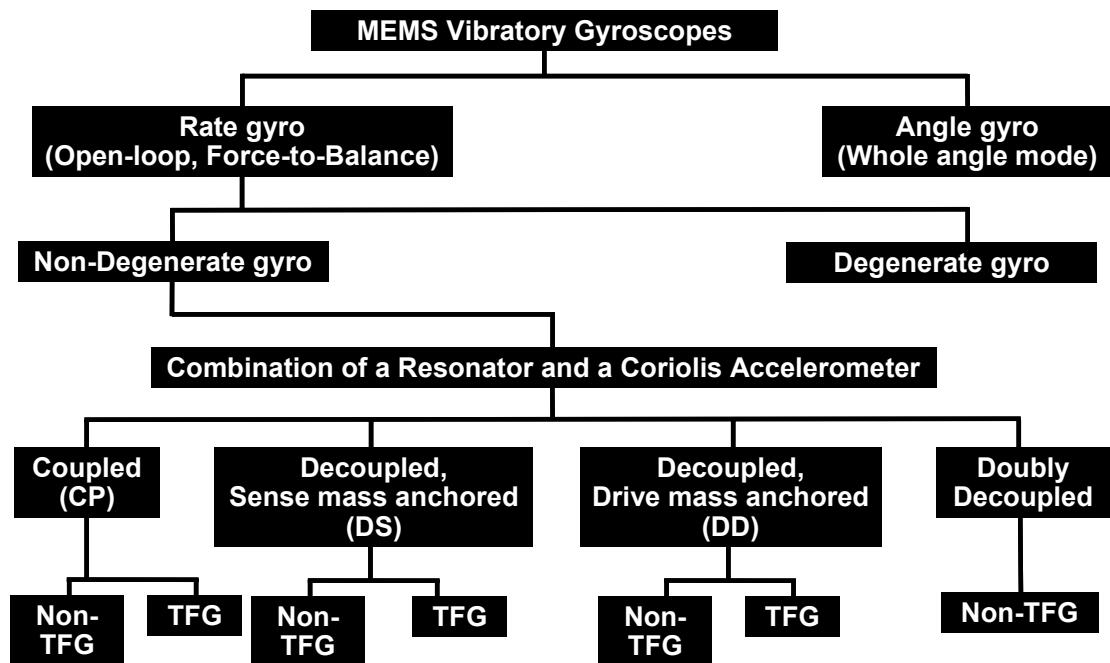 MEMS Vibratory Gyroscopes
Rate gyro
(Open-loop, Force-to-Balance)
Angle gyro
(Whole angle mode)
Non-Degenerate gyro
Degenerate gyro
Combination of a Resonator and a Coriolis Accelerometer
Coupled
(CP)
Decoupled,
Sense mass anchored
(DS)
Decoupled,
Drive mass anchored
(DD)
Doubly
Decoupled
Non-
TFG
TFG
Non-
TFG
TFG
Non-
TFG
TFG
Non-TFG